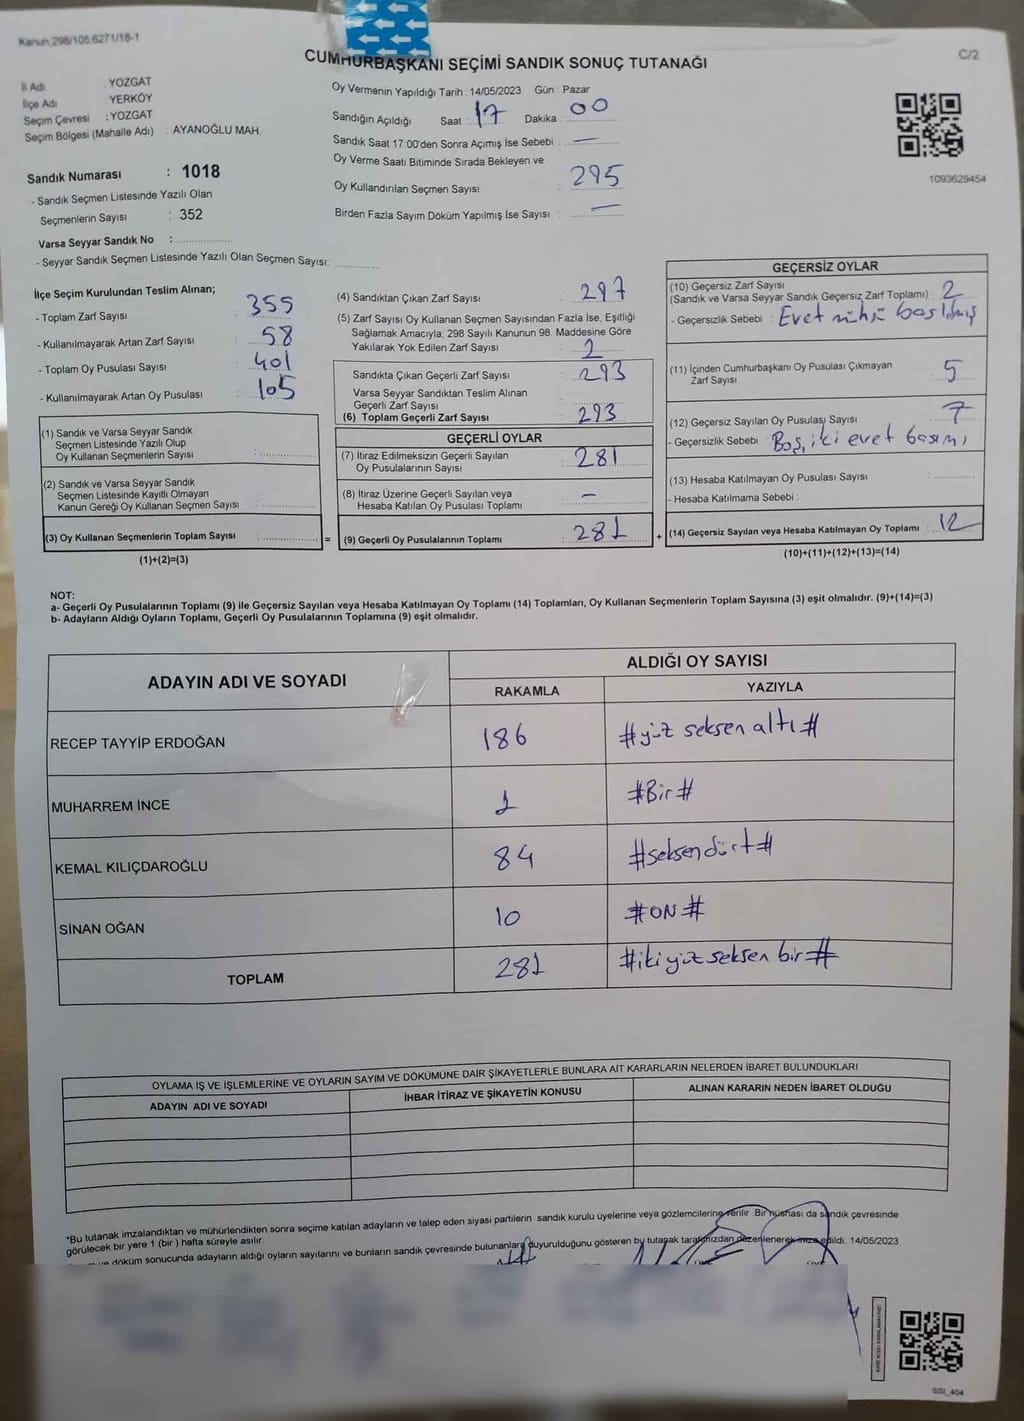 Kanun,298/105,6271/18-1
C/2
CUMHURBAŞKANI SEÇİMİ SANDIK SONUÇ TUTANAĞI
İl Adı : YOZGAT
İlçe Adı : YERKÖY
Seçim Çevresi : YOZGAT
Seçim Bölgesi (Mahalle Adı) : AYANOĞLU MAH.
Sandık Numarası : 1018
- Sandık Seçmen Listesinde Yazılı Olan
Seçmenlerin Sayısı : 352
Varsa Seyyar Sandık No :
- Seyyar Sandık Seçmen Listesinde Yazılı Olan Seçmen Sayısı:
Oy Vermenin Yapıldığı Tarih :14/05/2023 Gün : Pazar
Sandığın Açıldığı Saat : 17 Dakika : 00
Sandık Saat 17:00'den Sonra Açımış İse Sebebi : —
Oy Verme Saati Bitiminde Sırada Bekleyen ve
Oy Kullandırılan Seçmen Sayısı : 295
Birden Fazla Sayım Döküm Yapılmış İse Sayısı : —
1093629454
İlçe Seçim Kurulundan Teslim Alınan;
- Toplam Zarf Sayısı : 355
- Kullanılmayarak Artan Zarf Sayısı : 58
- Toplam Oy Pusulası Sayısı : 401
- Kullanılmayarak Artan Oy Pusulası : 105
(1) Sandık ve Varsa Seyyar Sandık
Seçmen Listesinde Yazılı Olup
Oy Kullanan Seçmenlerin Sayısı :
(2) Sandık ve Varsa Seyyar Sandık
Seçmen Listesinde Kayıtlı Olmayan
Kanun Gereği Oy Kullanan Seçmen Sayısı :
(3) Oy Kullanan Seçmenlerin Toplam Sayısı :
(1)+(2)=(3)
(4) Sandıktan Çıkan Zarf Sayısı : 297
(5) Zarf Sayısı Oy Kullanan Seçmen Sayısından Fazla İse, Eşitliği
Sağlamak Amacıyla; 298 Sayılı Kanunun 98. Maddesine Göre
Yakılarak Yok Edilen Zarf Sayısı : 2
Sandıkta Çıkan Geçerli Zarf Sayısı : 293
Varsa Seyyar Sandıktan Teslim Alınan
Geçerli Zarf Sayısı :
(6) Toplam Geçerli Zarf Sayısı : 293
GEÇERLİ OYLAR
(7) İtiraz Edilmeksizin Geçerli Sayılan
Oy Pusulalarının Sayısı : 281
(8) İtiraz Üzerine Geçerli Sayılan veya
Hesaba Katılan Oy Pusulası Toplamı : –
= (9) Geçerli Oy Pusulalarının Toplamı : 281
GEÇERSİZ OYLAR
(10) Geçersiz Zarf Sayısı
(Sandık ve Varsa Seyyar Sandık Geçersiz Zarf Toplamı) : 2
- Geçersizlik Sebebi : Evet mührü basılmış
(11) İçinden Cumhurbaşkanı Oy Pusulası Çıkmayan
Zarf Sayısı : 5
(12) Geçersiz Sayılan Oy Pusulası Sayısı : 7
- Geçersizlik Sebebi : Boş, iki evet basımı
(13) Hesaba Katılmayan Oy Pusulası Sayısı :
- Hesaba Katılmama Sebebi :
+ (14) Geçersiz Sayılan veya Hesaba Katılmayan Oy Toplamı : 12
(10)+(11)+(12)+(13)=(14)
NOT:
a- Geçerli Oy Pusulalarının Toplamı (9) ile Geçersiz Sayılan veya Hesaba Katılmayan Oy Toplamı (14) Toplamları, Oy Kullanan Seçmenlerin Toplam Sayısına (3) eşit olmalıdır. (9)+(14)=(3)
b- Adayların Aldığı Oyların Toplamı, Geçerli Oy Pusulalarının Toplamına (9) eşit olmalıdır.
ADAYIN ADI VE SOYADI
ALDIĞI OY SAYISI
RAKAMLA YAZIYLA
RECEP TAYYİP ERDOĞAN 186 #yüz seksen altı#
MUHARREM İNCE 1 #Bir#
KEMAL KILIÇDAROĞLU 84 #seksendört#
SİNAN OĞAN 10 #ON#
TOPLAM 281 #ikiyüz seksen bir#
OYLAMA İŞ VE İŞLEMLERİNE VE OYLARIN SAYIM VE DÖKÜMÜNE DAİR ŞİKAYETLERLE BUNLARA AİT KARARLARIN NELERDEN İBARET BULUNDUKLARI
ADAYIN ADI VE SOYADI İHBAR İTİRAZ VE ŞİKAYETİN KONUSU ALINAN KARARIN NEDEN İBARET OLDUĞU
*Bu tutanak imzalandıktan ve mühürlendikten sonra seçime katılan adayların ve talep eden siyasi partilerin sandık kurulu üyelerine veya gözlemcilerine verilir. Bir nüshası da sandık çevresinde
görülecek bir yere 1 (bir ) hafta süreyle asılır.
ve döküm sonucunda adayların aldığı oyların sayılarını ve bunların sandık çevresinde bulunanlara duyurulduğunu gösteren bu tutanak tarafımızdan düzenlenerek imza edildi. 14/05/2023
GSI_404